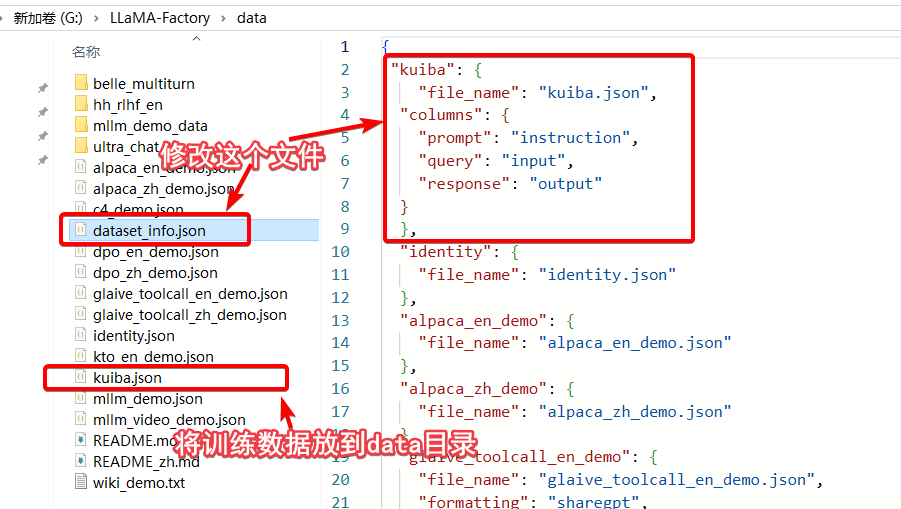 新加卷 (G:) › LLaMA-Factory › data
名称
belle_multiturn
hh_rlhf_en
mllm_demo_data
ultra_chat
修改这个文件
alpaca_en_demo.json
alpaca_zh_demo.json
c4_demo.json
dataset_info.json
dpo_en_demo.json
dpo_zh_demo.json
glaive_toolcall_en_demo.json
glaive_toolcall_zh_demo.json
identity.json
kto_en_demo.json
kuiba.json
mllm_demo.json
mllm_video_demo.json
README.md
将训练数据放到data目录
README_zh.md
wiki_demo.txt
1 {
2 "kuiba": {
3 "file_name": "kuiba.json",
4 "columns": {
5 "prompt": "instruction",
6 "query": "input",
7 "response": "output"
8 }
9 },
10 "identity": {
11 "file_name": "identity.json"
12 },
13 "alpaca_en_demo": {
14 "file_name": "alpaca_en_demo.json"
15 },
16 "alpaca_zh_demo": {
17 "file_name": "alpaca_zh_demo.json"
18 },
19 "glaive_toolcall_en_demo": {
20 "file_name": "glaive_toolcall_en_demo.json",
21 "formatting": "sharegpt",